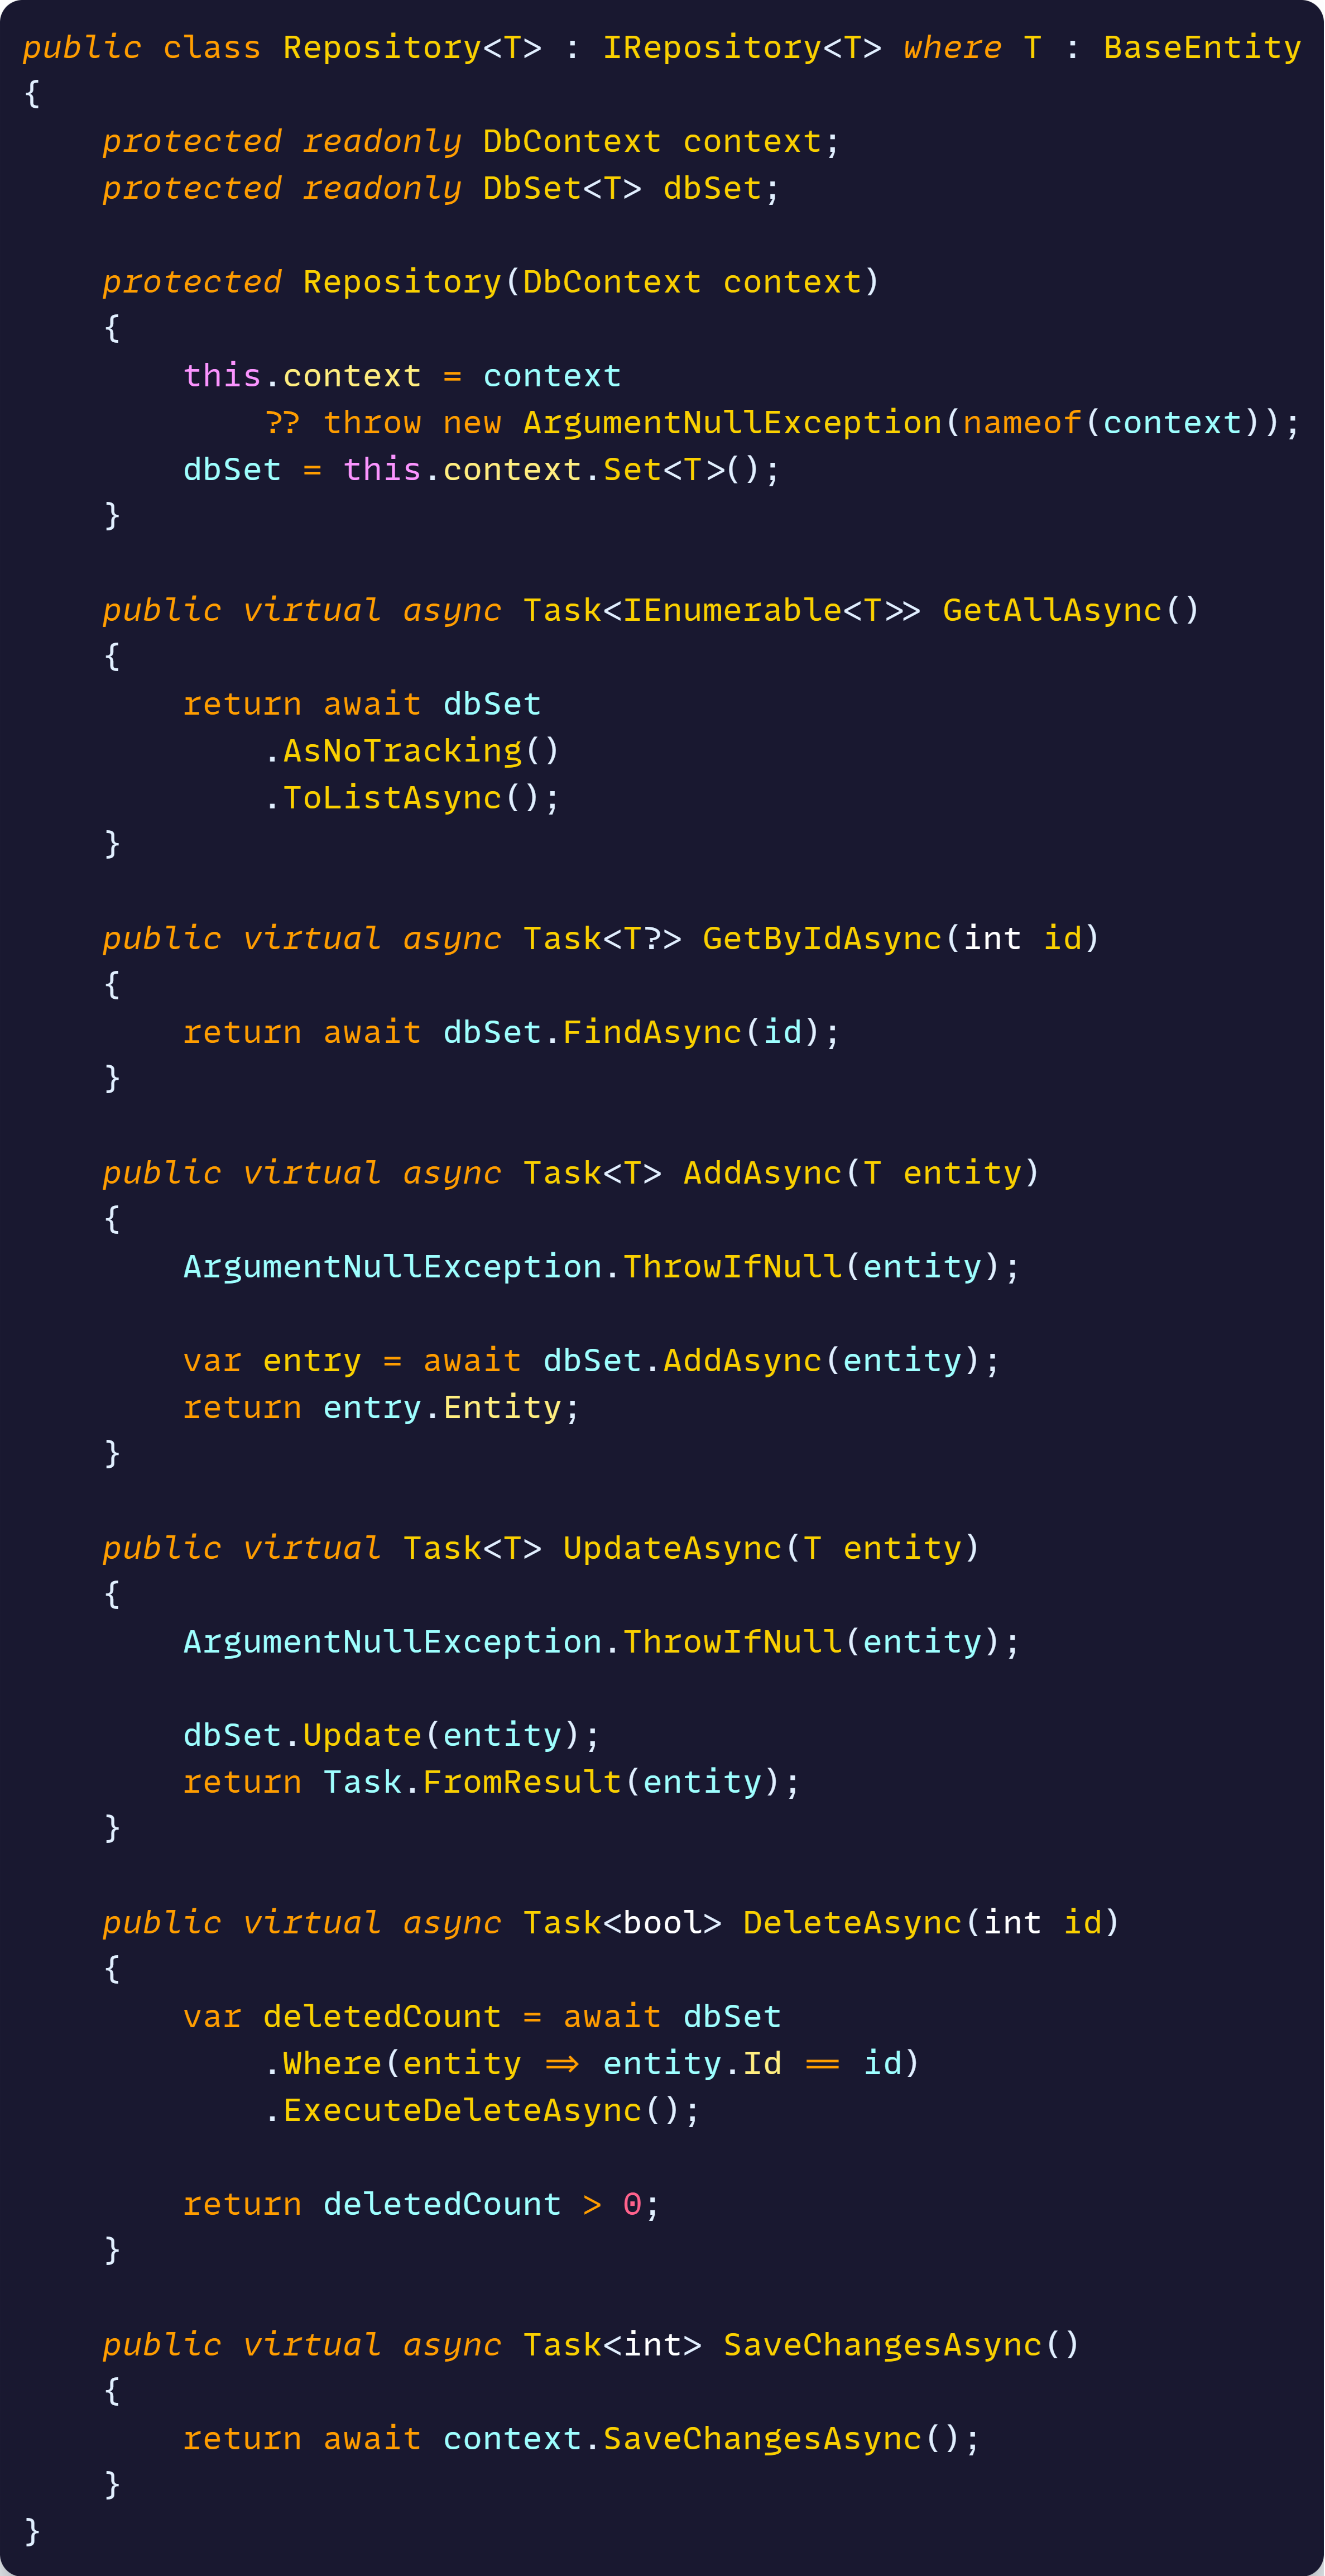 public class Repository<T> : IRepository<T> where T : BaseEntity
{
    protected readonly DbContext context;
    protected readonly DbSet<T> dbSet;

    protected Repository(DbContext context)
    {
        this.context = context
            ?? throw new ArgumentNullException(nameof(context));
        dbSet = this.context.Set<T>();
    }

    public virtual async Task<IEnumerable<T>> GetAllAsync()
    {
        return await dbSet
            .AsNoTracking()
            .ToListAsync();
    }

    public virtual async Task<T?> GetByIdAsync(int id)
    {
        return await dbSet.FindAsync(id);
    }

    public virtual async Task<T> AddAsync(T entity)
    {
        ArgumentNullException.ThrowIfNull(entity);

        var entry = await dbSet.AddAsync(entity);
        return entry.Entity;
    }

    public virtual Task<T> UpdateAsync(T entity)
    {
        ArgumentNullException.ThrowIfNull(entity);

        dbSet.Update(entity);
        return Task.FromResult(entity);
    }

    public virtual async Task<bool> DeleteAsync(int id)
    {
        var deletedCount = await dbSet
            .Where(entity => entity.Id == id)
            .ExecuteDeleteAsync();

        return deletedCount > 0;
    }

    public virtual async Task<int> SaveChangesAsync()
    {
        return await context.SaveChangesAsync();
    }
}